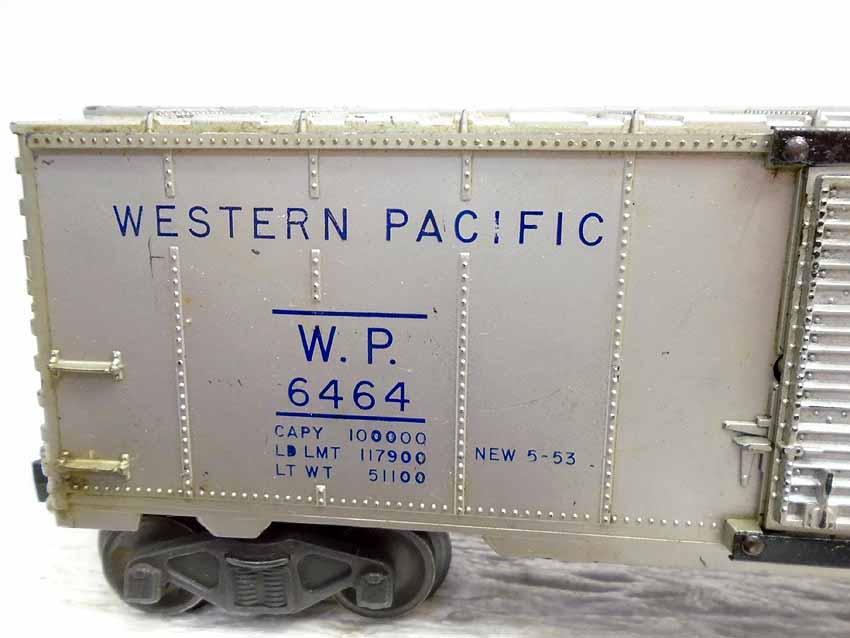 WESTERN PACIFIC
W. P.
6464
CAPY 100000
LD LMT 117900
LT WT 51100
NEW 5-53